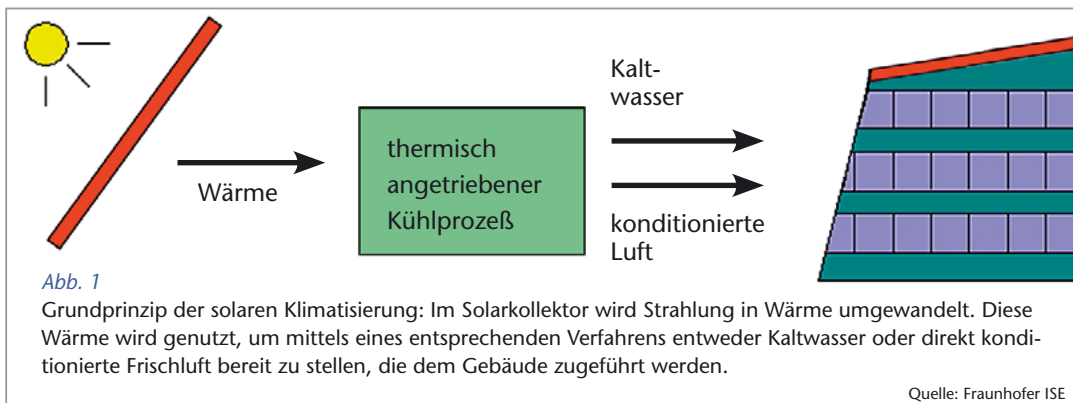 Kalt-
wasser
Wärme
thermisch
angetriebener
Kühlprozeß
konditionierte
Luft
Abb. 1
Grundprinzip der solaren Klimatisierung: Im Solarkollektor wird Strahlung in Wärme umgewandelt. Diese
Wärme wird genutzt, um mittels eines entsprechenden Verfahrens entweder Kaltwasser oder direkt kondi-
tionierte Frischluft bereit zu stellen, die dem Gebäude zugeführt werden.
Quelle: Fraunhofer ISE